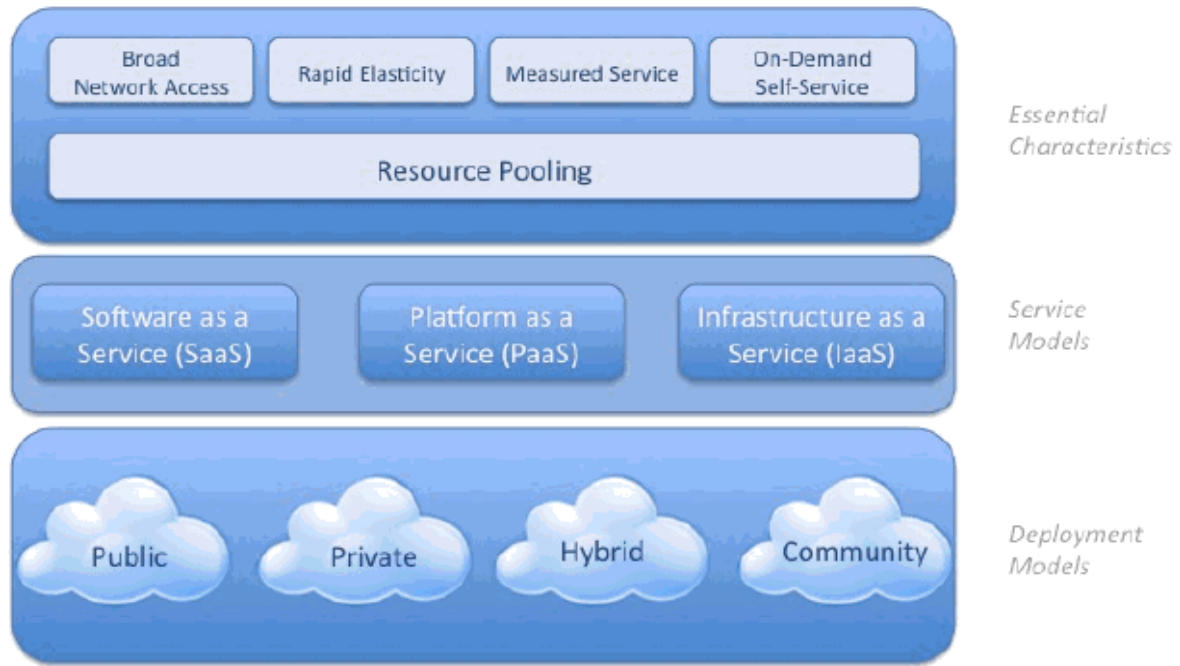 Broad
Network Access
Rapid Elasticity
Measured Service
On-Demand
Self-Service
Resource Pooling
Essential
Characteristics
Software as a
Service (SaaS)
Platform as a
Service (PaaS)
Infrastructure as a
Service (IaaS)
Service
Models
Public
Private
Hybrid
Community
Deployment
Models